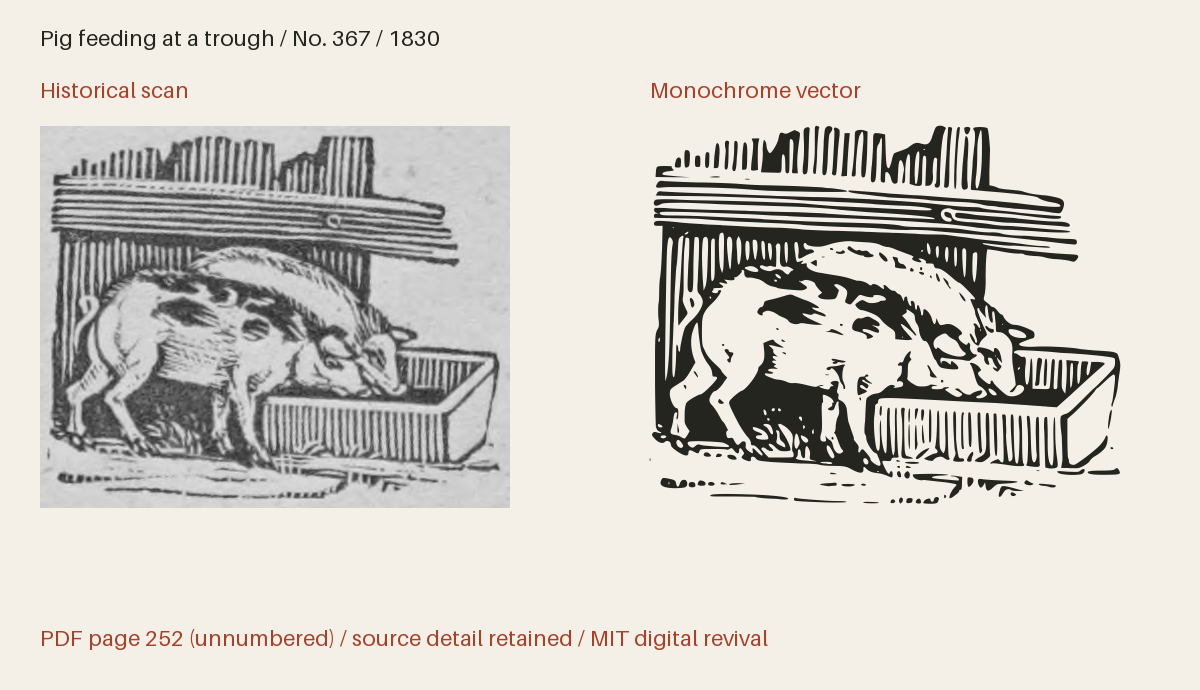 Pig feeding at a trough / No. 367 / 1830
Historical scan
Monochrome vector
PDF page 252 (unnumbered) / source detail retained / MIT digital revival